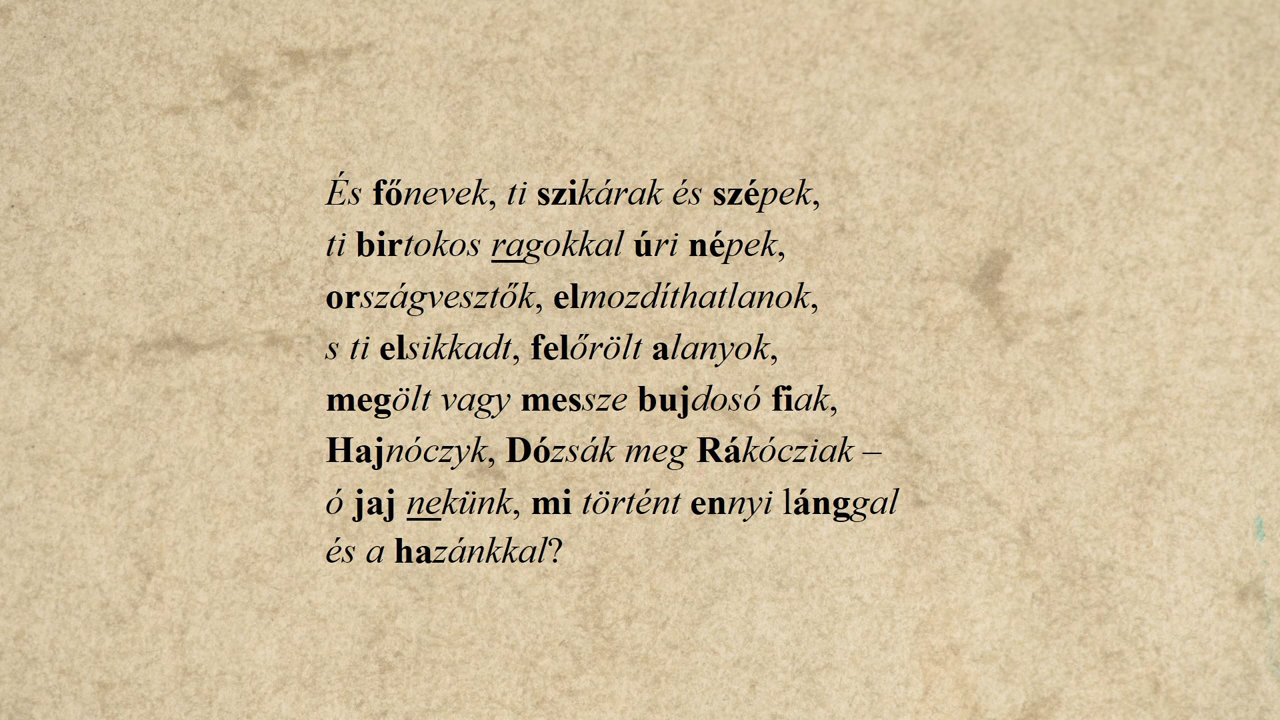 És főnevek, ti szikárak és szépek,
ti birtokos ragokkal úri népek,
országvesztők, elmozdíthatlanok,
s ti elsikkadt, felőrölt alanyok,
megölt vagy messze bujdosó fiak,
Hajnóczyk, Dózsák meg Rákócziak –
ó jaj nekünk, mi történt ennyi lánggal
és a hazánkkal?